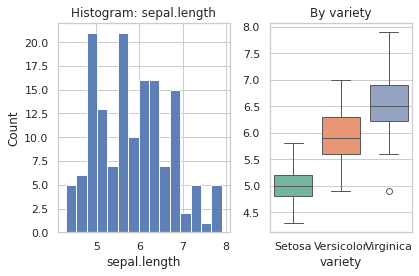 Histogram: sepal.length
By variety
Count
20.0
17.5
15.0
12.5
10.0
7.5
5.0
2.5
0.0
5
6
7
8
sepal.length
8.0
7.5
7.0
6.5
6.0
5.5
5.0
4.5
Setosa
Versicolor
Virginica
variety